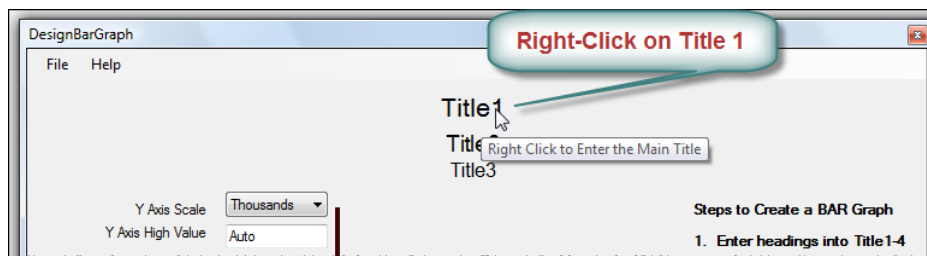 DesignBarGraph
Right-Click on Title 1
File Help
Title1
Right Click to Enter the Main Title
Title3
Y Axis Scale Thousands
Steps to Create a BAR Graph
Y Axis High Value Auto
1. Enter headings into Title1-4